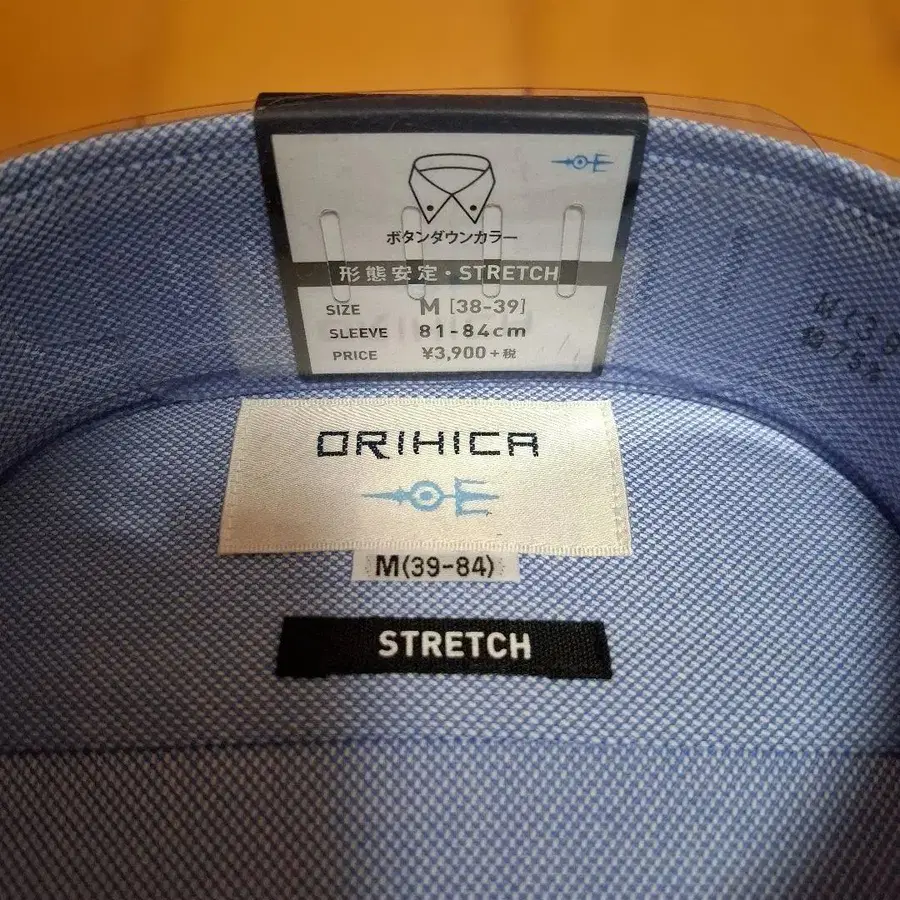 ボタンダウンカラー
形態安定・STRETCH
SIZE M [38-39]
SLEEVE 81-84cm
PRICE ¥3,900+税
ORIHICA
M(39-84)
STRETCH